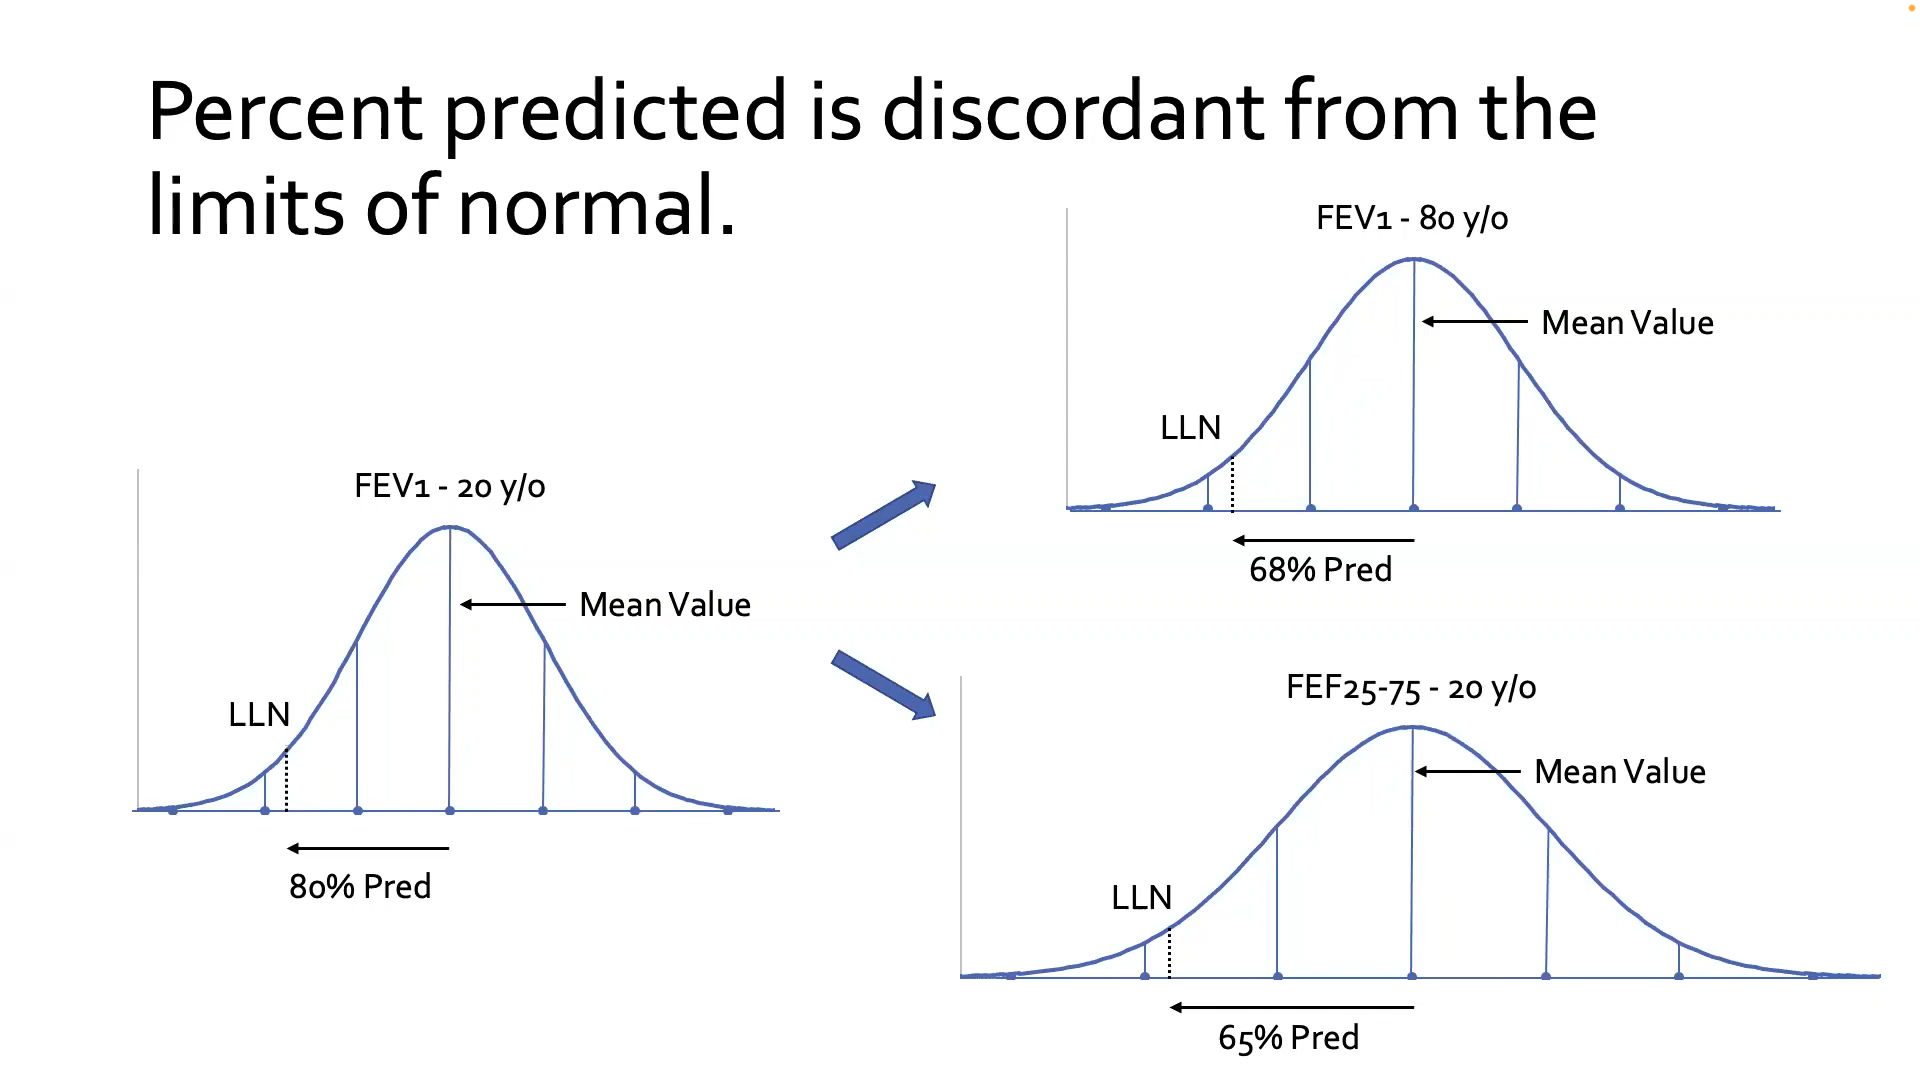 Percent predicted is discordant from the
limits of normal.
FEV1 - 20 y/o
Mean Value
LLN
80% Pred
FEV1 - 80 y/o
Mean Value
LLN
68% Pred
FEF25-75 - 20 y/o
Mean Value
LLN
65% Pred